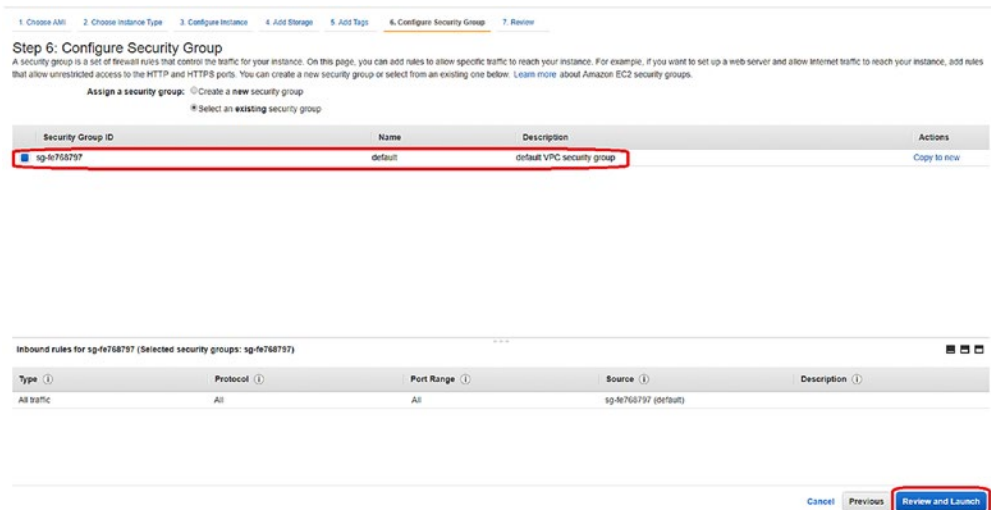 1. Choose AMI 2. Choose Instance Type 3. Configure Instance 4. Add Storage 5. Add Tags 6. Configure Security Group 7. Review
Step 6: Configure Security Group
A security group is a set of firewall rules that control the traffic for your instance. On this page, you can add rules to allow specific traffic to reach your instance. For example, if you want to set up a web server and allow Internet traffic to reach your instance, add rules
that allow unrestricted access to the HTTP and HTTPS ports. You can create a new security group or select from an existing one below. Learn more about Amazon EC2 security groups.
Assign a security group: Create a new security group
Select an existing security group
Security Group ID Name Description Actions
sg-fe768797 default default VPC security group Copy to new
Inbound rules for sg-fe768797 (Selected security groups: sg-fe768797)
Type Protocol Port Range Source Description
All traffic All All sg-fe768797 (default)
Cancel Previous Review and Launch